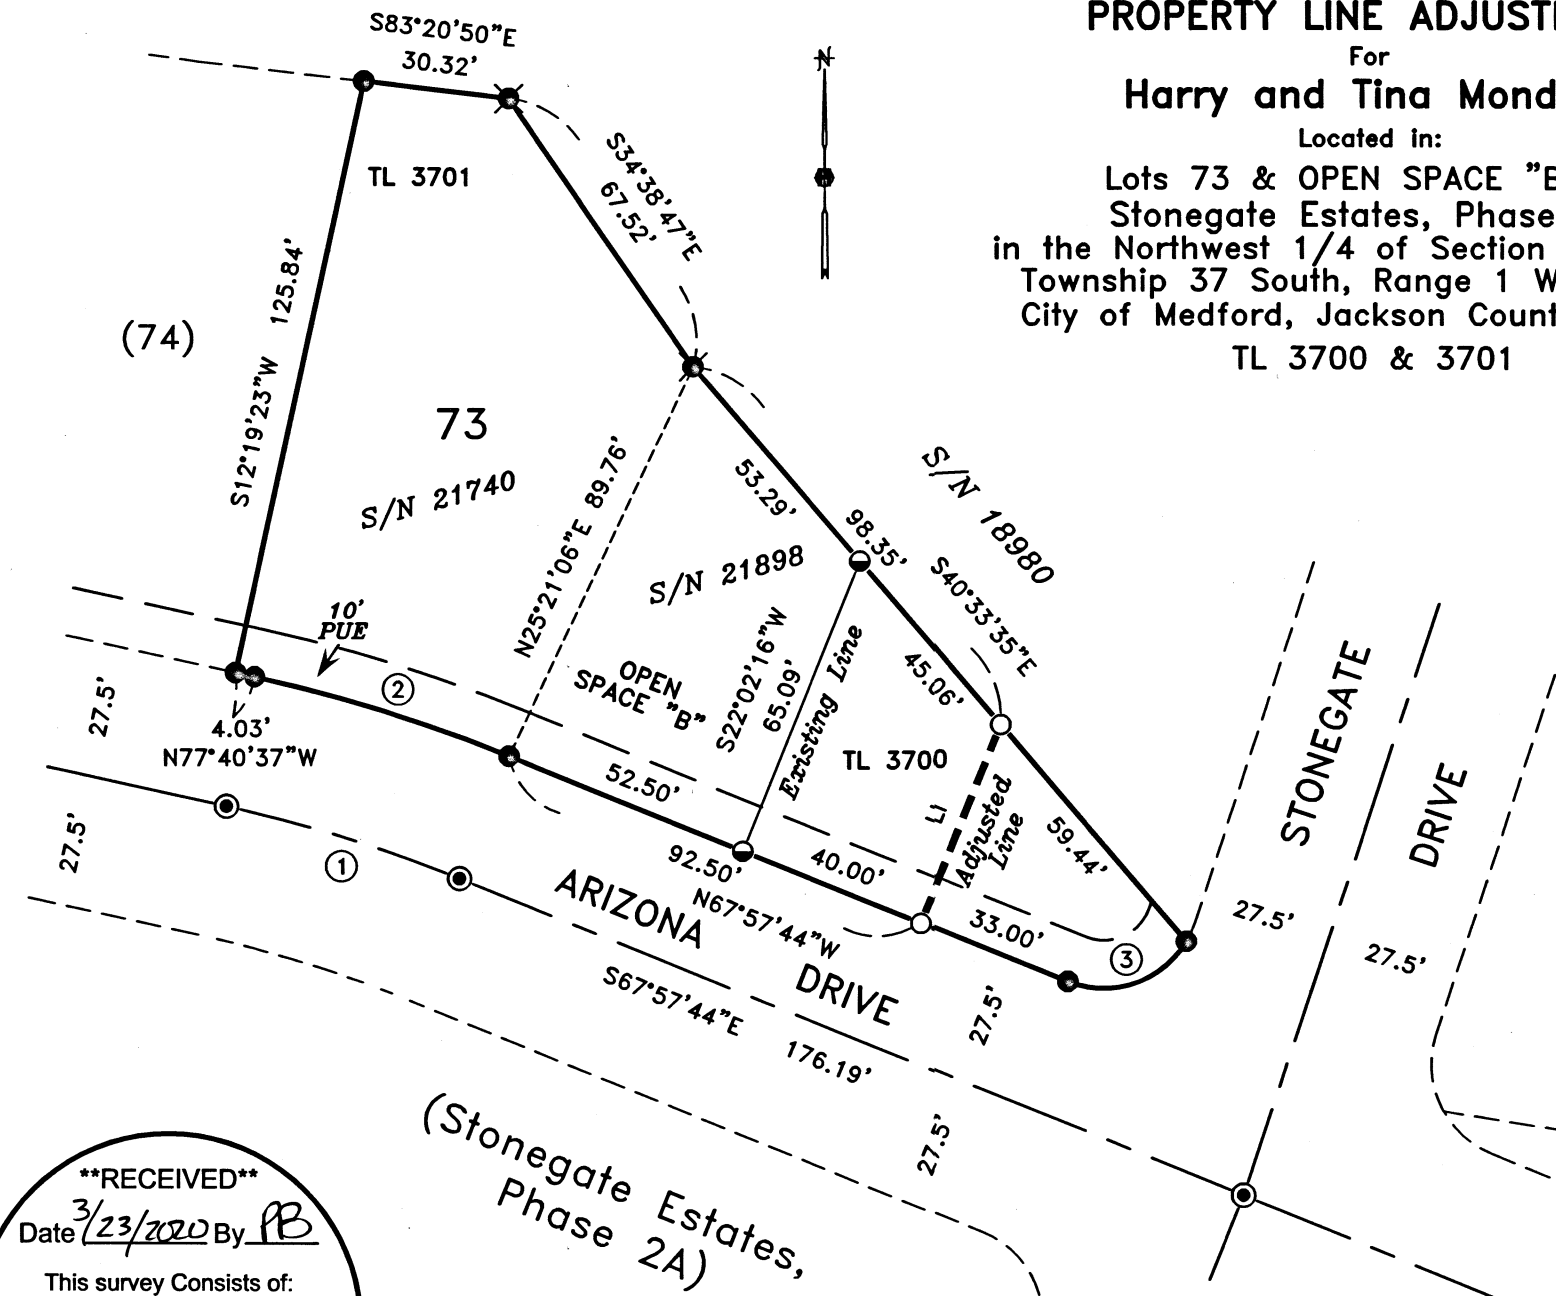 PROPERTY LINE
For
Harry and Tina
Located in:
Lots 73 & OPEN SPACE "B
Stonegate Estates, Phase
in the Northwest 1/4 of Section
Township 37 South, Range 1 W
City of Medford, Jackson
TL 3700 & 3701
N
S83°20'50"E
30.32'
TL 3701
S34°38'47"E
67.52'
S12°19'23"W 125.84'
(74)
73
S/N 21740
N25°21'06"E 89.76'
53.29'
98.35'
S40°33'35"E
S/N 18980
S/N 21898
10'
PUE
OPEN
SPACE "B"
S22°02'16"W
65.09'
Existing Line
45.06'
TL 3700
L1
Adjusted
Line
59.44'
STONEGATE
DRIVE
27.5'
4.03'
N77°40'37"W
2
52.50'
92.50'
40.00'
N67°57'44"W
33.00'
3
27.5'
27.5'
27.5'
1
ARIZONA
DRIVE
27.5'
S67°57'44"E
176.19'
27.5'
(Stonegate Estates,
Phase 2A)
**RECEIVED**
Date 3/23/2020 By PB
This survey Consists of: